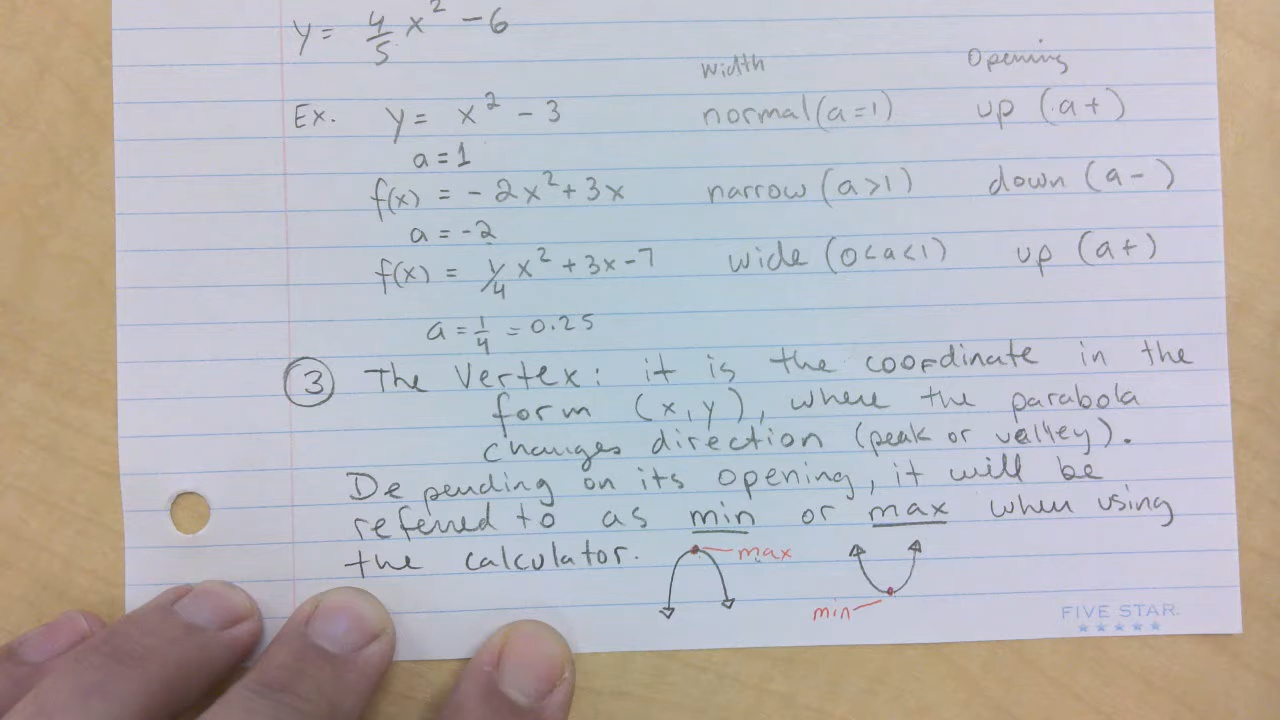 y = 4/5 x² - 6
Width Opening
Ex. y = x² - 3 normal (a=1) up (a+)
a = 1
f(x) = -2x² + 3x narrow (a>1) down (a-)
a = -2
f(x) = 1/4 x² + 3x - 7 wide (0<a<1) up (a+)
a = 1/4 = 0.25
③ The Vertex: it is the coordinate in the
form (x,y), where the parabola
changes direction (peak or valley).
Depending on its opening, it will be
referred to as min or max when using
the calculator.
max
min
FIVE STAR.